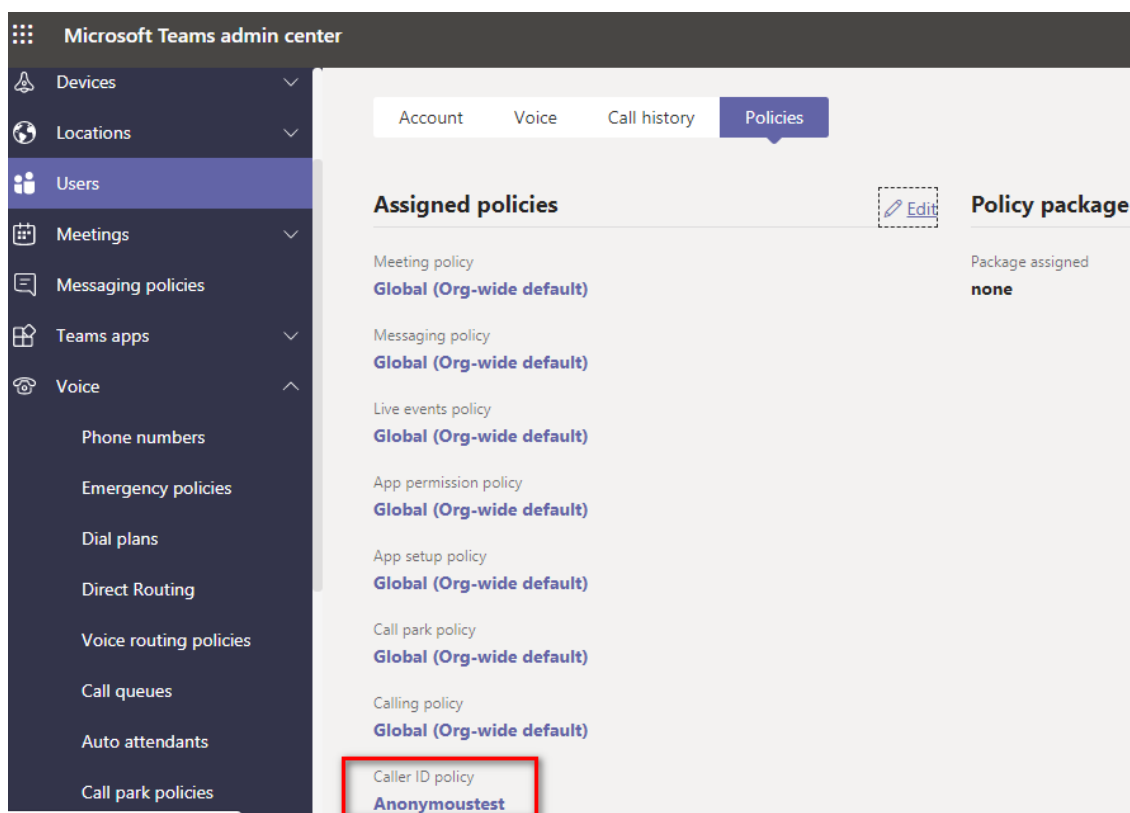 Microsoft Teams admin center
Devices
Locations
Users
Meetings
Messaging policies
Teams apps
Voice
Phone numbers
Emergency policies
Dial plans
Direct Routing
Voice routing policies
Call queues
Auto attendants
Call park policies
Account Voice Call history Policies
Assigned policies Edit
Meeting policy
Global (Org-wide default)
Messaging policy
Global (Org-wide default)
Live events policy
Global (Org-wide default)
App permission policy
Global (Org-wide default)
App setup policy
Global (Org-wide default)
Call park policy
Global (Org-wide default)
Calling policy
Global (Org-wide default)
Caller ID policy
Anonymoustest
Policy package
Package assigned
none